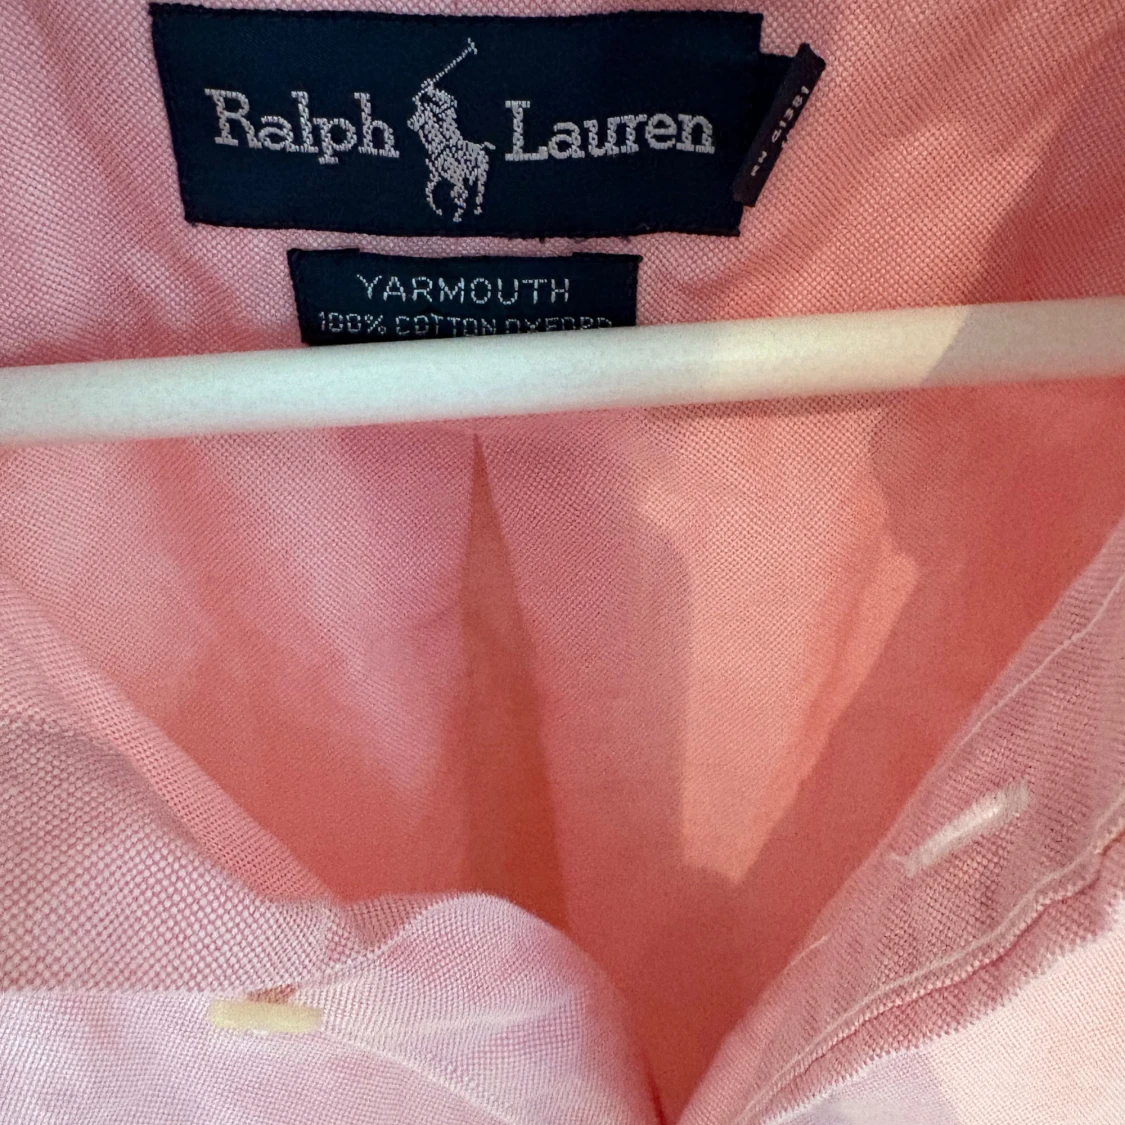 Ralph Lauren
YARMOUTH
100% COTTON OXFORD